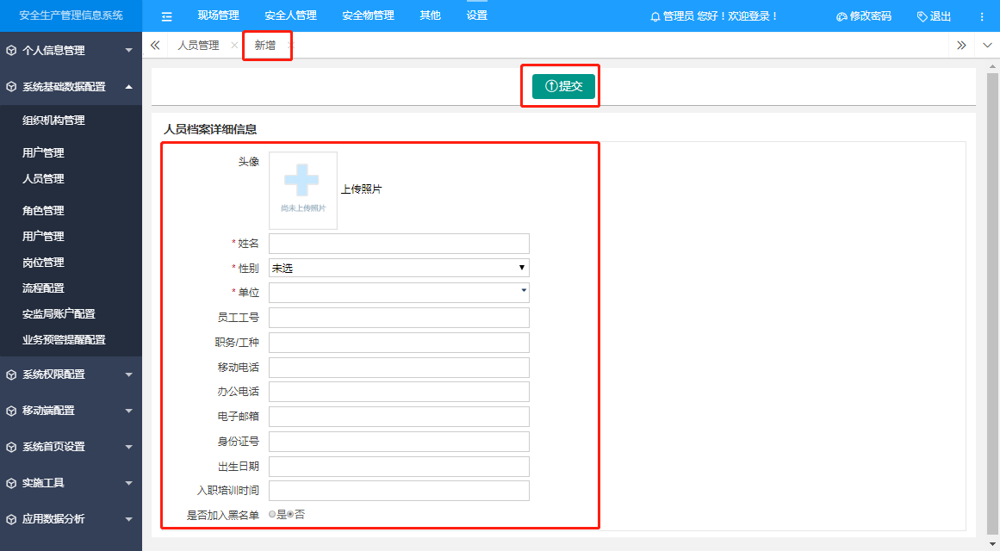 安全生产管理信息系统
现场管理 安全人管理 安全物管理 其他 设置
管理员 您好！欢迎登录！ 修改密码 退出
人员管理 新增
个人信息管理
系统基础数据配置
组织机构管理
用户管理
人员管理
角色管理
用户管理
岗位管理
流程配置
安监局账户配置
业务预警提醒配置
系统权限配置
移动端配置
系统首页设置
实施工具
应用数据分析
提交
人员档案详细信息
头像
尚未上传照片
上传照片
* 姓名
* 性别 未选
* 单位
员工工号
职务/工种
移动电话
办公电话
电子邮箱
身份证号
出生日期
入职培训时间
是否加入黑名单 是 否